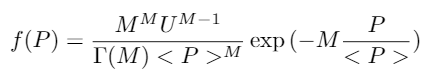 f(P) = \frac{M^M U^{M-1}}{\Gamma(M) < P >^M} \exp(-M \frac{P}{< P >})